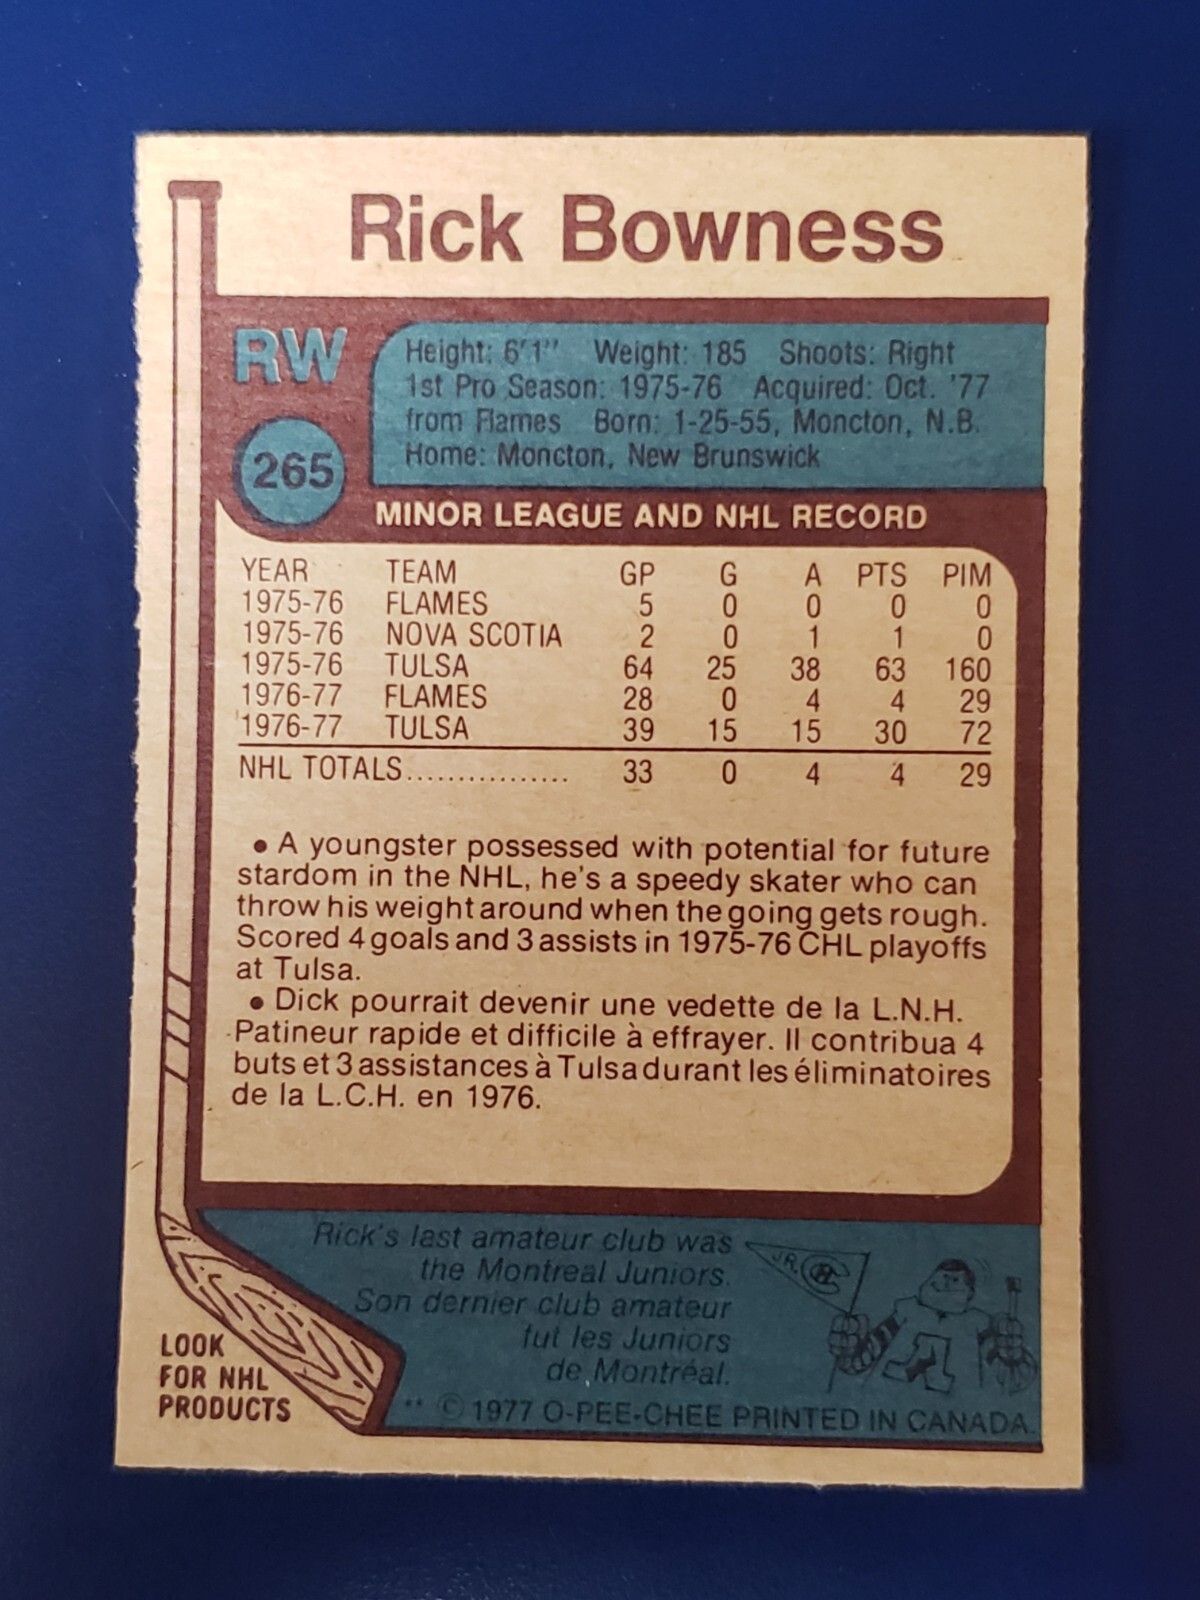 Rick Bowness
RW
265
Height: 6'1" Weight: 185 Shoots: Right
1st Pro Season: 1975-76 Acquired: Oct. '77
from Flames Born: 1-25-55, Moncton, N.B.
Home: Moncton, New Brunswick
MINOR LEAGUE AND NHL RECORD
YEAR TEAM GP G A PTS PIM
1975-76 FLAMES 5 0 0 0 0
1975-76 NOVA SCOTIA 2 0 1 1 0
1975-76 TULSA 64 25 38 63 160
1976-77 FLAMES 28 0 4 4 29
1976-77 TULSA 39 15 15 30 72
NHL TOTALS................ 33 0 4 4 29
• A youngster possessed with potential for future
stardom in the NHL, he's a speedy skater who can
throw his weight around when the going gets rough.
Scored 4 goals and 3 assists in 1975-76 CHL playoffs
at Tulsa.
• Dick pourrait devenir une vedette de la L.N.H.
Patineur rapide et difficile à effrayer. Il contribua 4
buts et 3 assistances à Tulsa durant les éliminatoires
de la L.C.H. en 1976.
Rick's last amateur club was
the Montreal Juniors.
Son dernier club amateur
fut les Juniors
de Montréal.
JR. CH
LOOK
FOR NHL
PRODUCTS
** © 1977 O-PEE-CHEE PRINTED IN CANADA